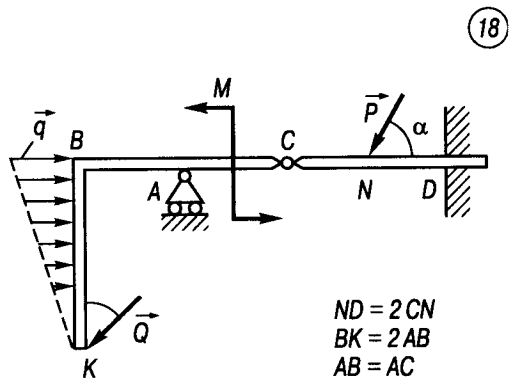 18
M
q B C P α
A N D
Q
K
ND = 2 CN
BK = 2 AB
AB = AC